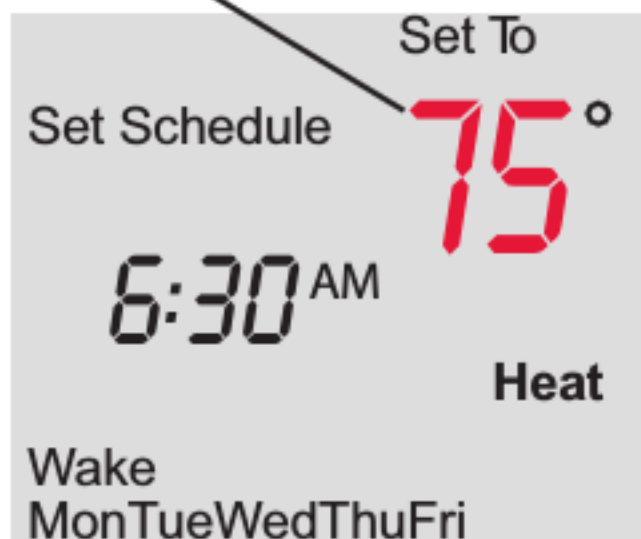 Set To
Set Schedule 75°
6:30 AM
Heat
Wake
MonTueWedThuFri